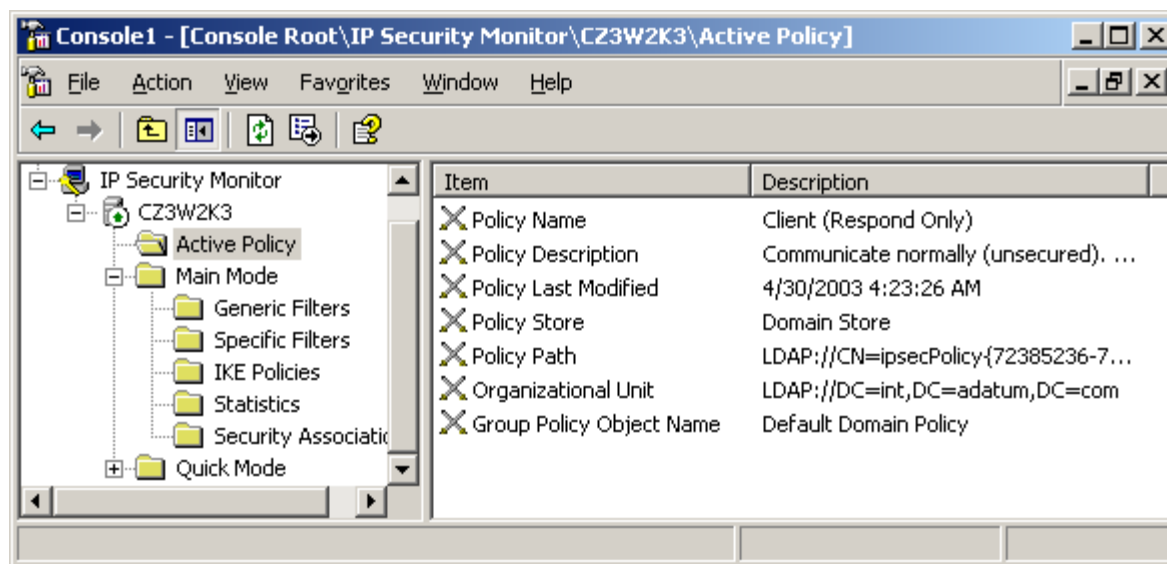 Console1 - [Console Root\IP Security Monitor\CZ3W2K3\Active Policy]
File Action View Favorites Window Help
IP Security Monitor
CZ3W2K3
Active Policy
Main Mode
Generic Filters
Specific Filters
IKE Policies
Statistics
Security Associatio
Quick Mode
Item Description
Policy Name Client (Respond Only)
Policy Description Communicate normally (unsecured). ...
Policy Last Modified 4/30/2003 4:23:26 AM
Policy Store Domain Store
Policy Path LDAP://CN=ipsecPolicy{72385236-7...
Organizational Unit LDAP://DC=int,DC=adatum,DC=com
Group Policy Object Name Default Domain Policy